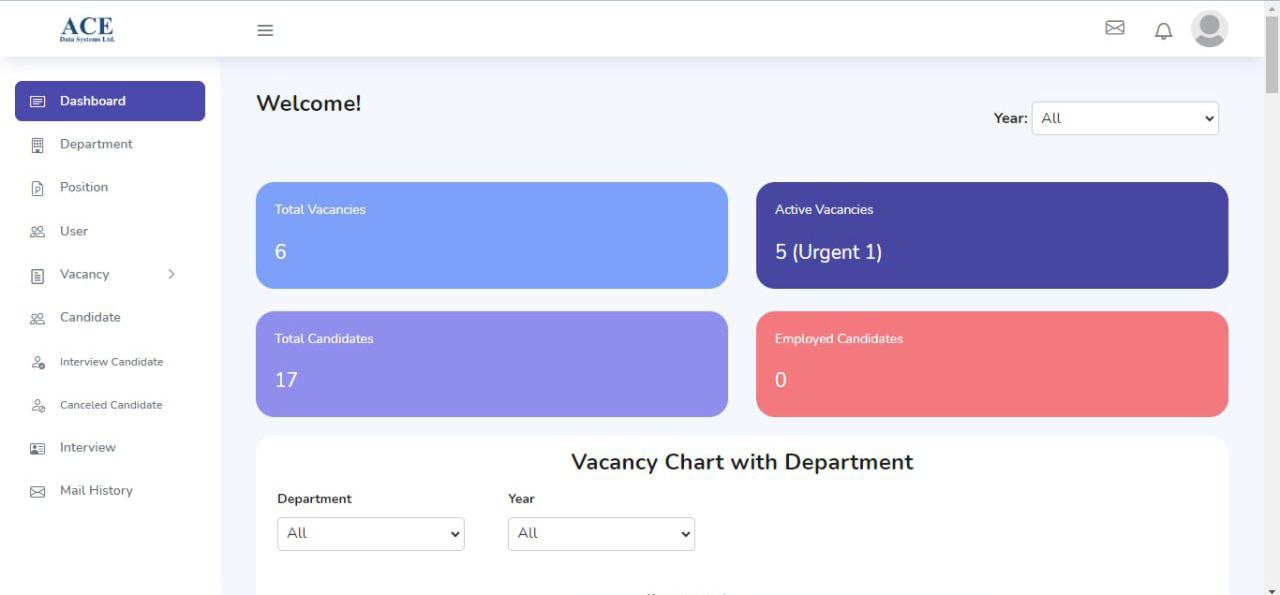 ACE
Data Systems Ltd.
Dashboard
Department
Position
User
Vacancy
Candidate
Interview Candidate
Canceled Candidate
Interview
Mail History
Welcome!
Year: All
Total Vacancies
6
Active Vacancies
5 (Urgent 1)
Total Candidates
17
Employed Candidates
0
Vacancy Chart with Department
Department
All
Year
All